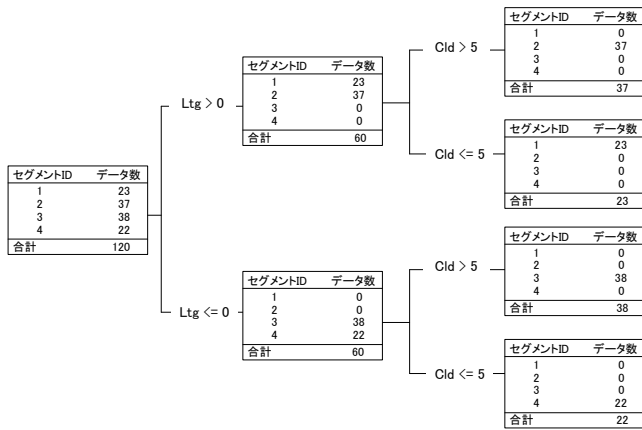 セグメントID データ数
1 23
2 37
3 38
4 22
合計 120
Ltg > 0
セグメントID データ数
1 23
2 37
3 0
4 0
合計 60
Cld > 5
セグメントID データ数
1 0
2 37
3 0
4 0
合計 37
Cld <= 5
セグメントID データ数
1 23
2 0
3 0
4 0
合計 23
Ltg <= 0
セグメントID データ数
1 0
2 0
3 38
4 22
合計 60
Cld > 5
セグメントID データ数
1 0
2 0
3 38
4 0
合計 38
Cld <= 5
セグメントID データ数
1 0
2 0
3 0
4 22
合計 22